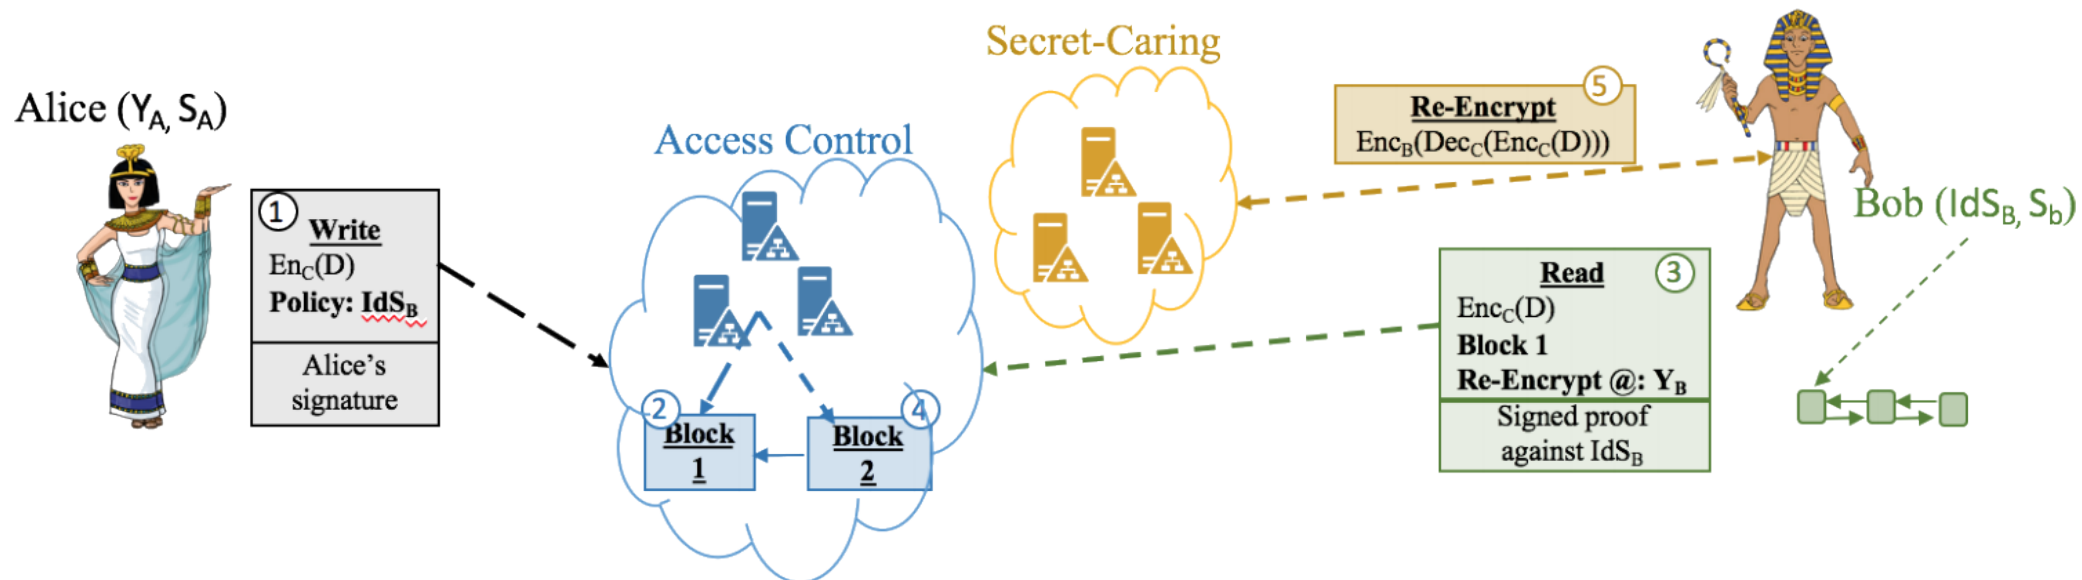 Alice (Y_A, S_A)
1
Write
En_C(D)
Policy: IdS_B
Alice’s
signature
Access Control
2
Block
1
4
Block
2
Secret-Caring
5
Re-Encrypt
Enc_B(Dec_C(Enc_C(D)))
Bob (IdS_B, S_b)
Read
3
Enc_C(D)
Block 1
Re-Encrypt @: Y_B
Signed proof
against IdS_B